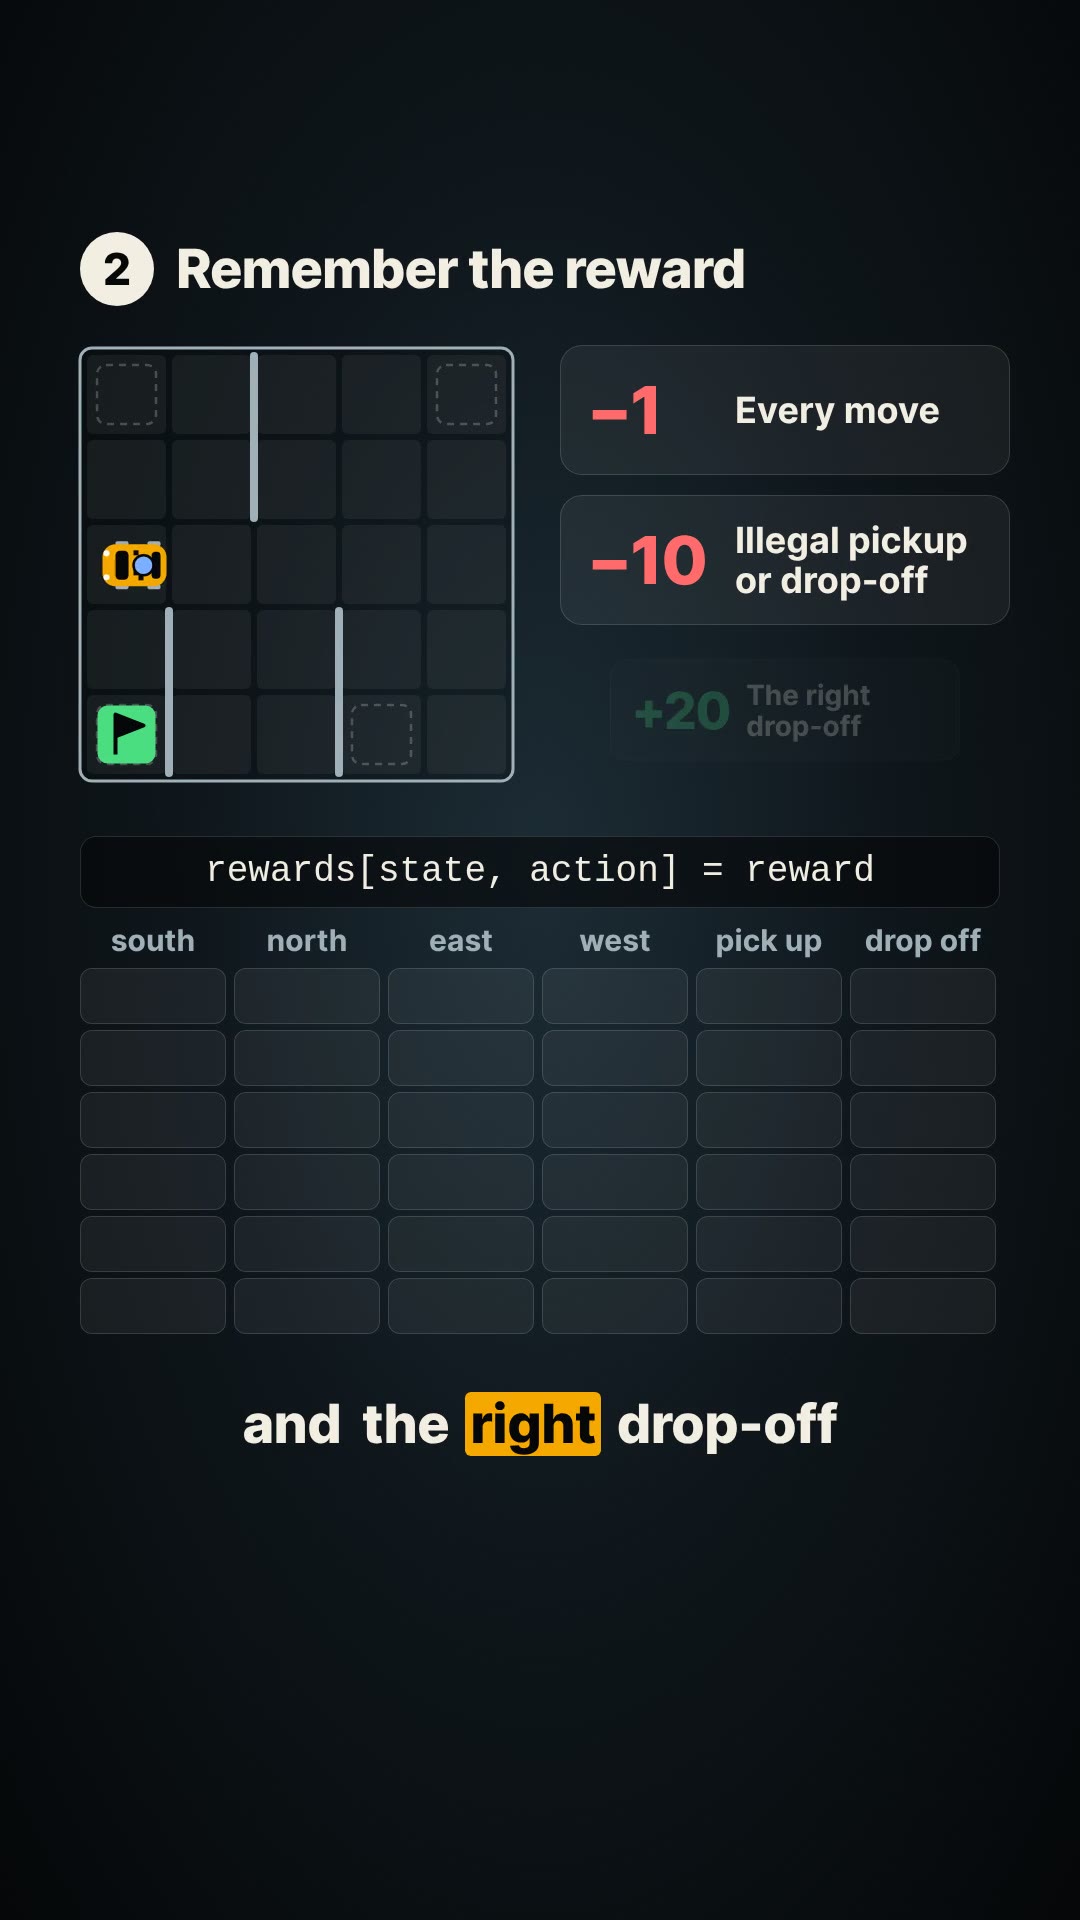 2 Remember the reward
−1 Every move
−10 Illegal pickup
or drop-off
+20 The right
drop-off
rewards[state, action] = reward
south north east west pick up drop off
and the right drop-off